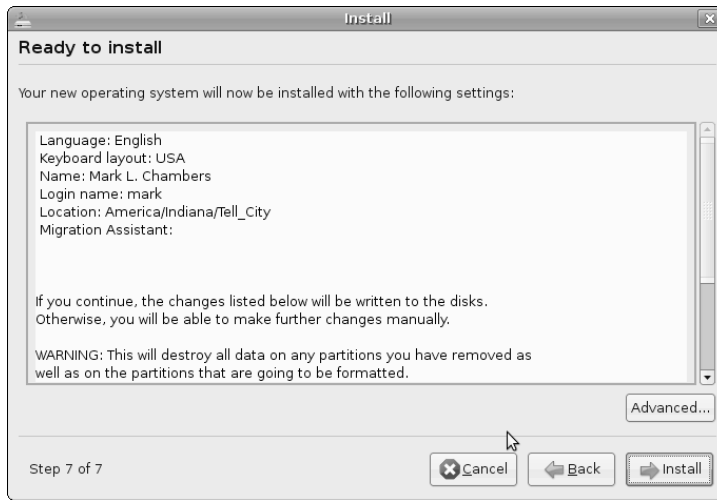 Install
Ready to install
Your new operating system will now be installed with the following settings:
Language: English
Keyboard layout: USA
Name: Mark L. Chambers
Login name: mark
Location: America/Indiana/Tell_City
Migration Assistant:
If you continue, the changes listed below will be written to the disks.
Otherwise, you will be able to make further changes manually.
WARNING: This will destroy all data on any partitions you have removed as
well as on the partitions that are going to be formatted.
Advanced...
Step 7 of 7
Cancel
Back
Install